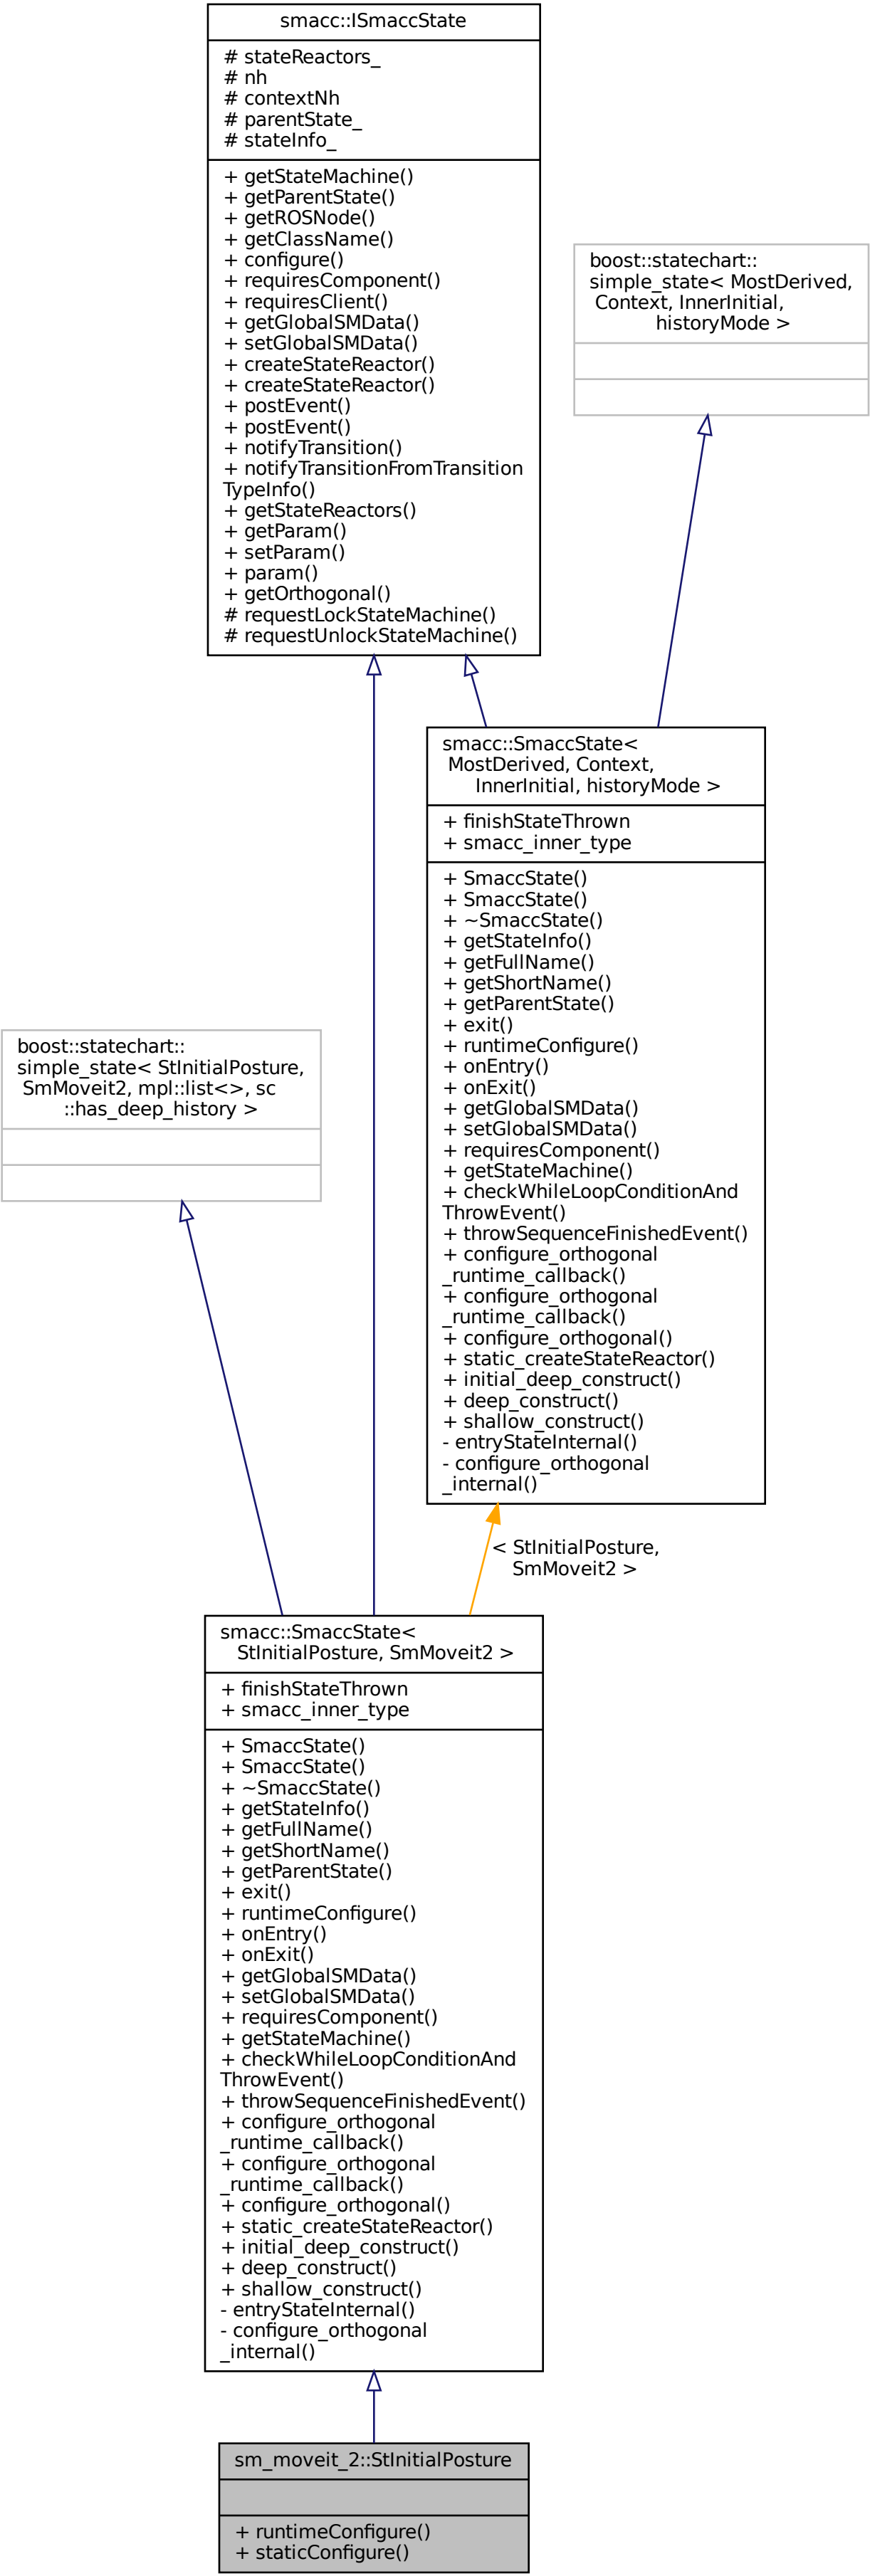 smacc::ISmaccState
# stateReactors_
# nh
# contextNh
# parentState_
# stateInfo_
+ getStateMachine()
+ getParentState()
+ getROSNode()
+ getClassName()
+ configure()
+ requiresComponent()
+ requiresClient()
+ getGlobalSMData()
+ setGlobalSMData()
+ createStateReactor()
+ createStateReactor()
+ postEvent()
+ postEvent()
+ notifyTransition()
+ notifyTransitionFromTransition
TypeInfo()
+ getStateReactors()
+ getParam()
+ setParam()
+ param()
+ getOrthogonal()
# requestLockStateMachine()
# requestUnlockStateMachine()
boost::statechart::
simple_state< MostDerived,
Context, InnerInitial,
historyMode >
smacc::SmaccState<
MostDerived, Context,
InnerInitial, historyMode >
+ finishStateThrown
+ smacc_inner_type
+ SmaccState()
+ SmaccState()
+ ~SmaccState()
+ getStateInfo()
+ getFullName()
+ getShortName()
+ getParentState()
+ exit()
+ runtimeConfigure()
+ onEntry()
+ onExit()
+ getGlobalSMData()
+ setGlobalSMData()
+ requiresComponent()
+ getStateMachine()
+ checkWhileLoopConditionAnd
ThrowEvent()
+ throwSequenceFinishedEvent()
+ configure_orthogonal
_runtime_callback()
+ configure_orthogonal
_runtime_callback()
+ configure_orthogonal()
+ static_createStateReactor()
+ initial_deep_construct()
+ deep_construct()
+ shallow_construct()
- entryStateInternal()
- configure_orthogonal
_internal()
boost::statechart::
simple_state< StInitialPosture,
SmMoveit2, mpl::list<>, sc
::has_deep_history >
< StInitialPosture,
SmMoveit2 >
smacc::SmaccState<
StInitialPosture, SmMoveit2 >
+ finishStateThrown
+ smacc_inner_type
+ SmaccState()
+ SmaccState()
+ ~SmaccState()
+ getStateInfo()
+ getFullName()
+ getShortName()
+ getParentState()
+ exit()
+ runtimeConfigure()
+ onEntry()
+ onExit()
+ getGlobalSMData()
+ setGlobalSMData()
+ requiresComponent()
+ getStateMachine()
+ checkWhileLoopConditionAnd
ThrowEvent()
+ throwSequenceFinishedEvent()
+ configure_orthogonal
_runtime_callback()
+ configure_orthogonal
_runtime_callback()
+ configure_orthogonal()
+ static_createStateReactor()
+ initial_deep_construct()
+ deep_construct()
+ shallow_construct()
- entryStateInternal()
- configure_orthogonal
_internal()
sm_moveit_2::StInitialPosture
+ runtimeConfigure()
+ staticConfigure()